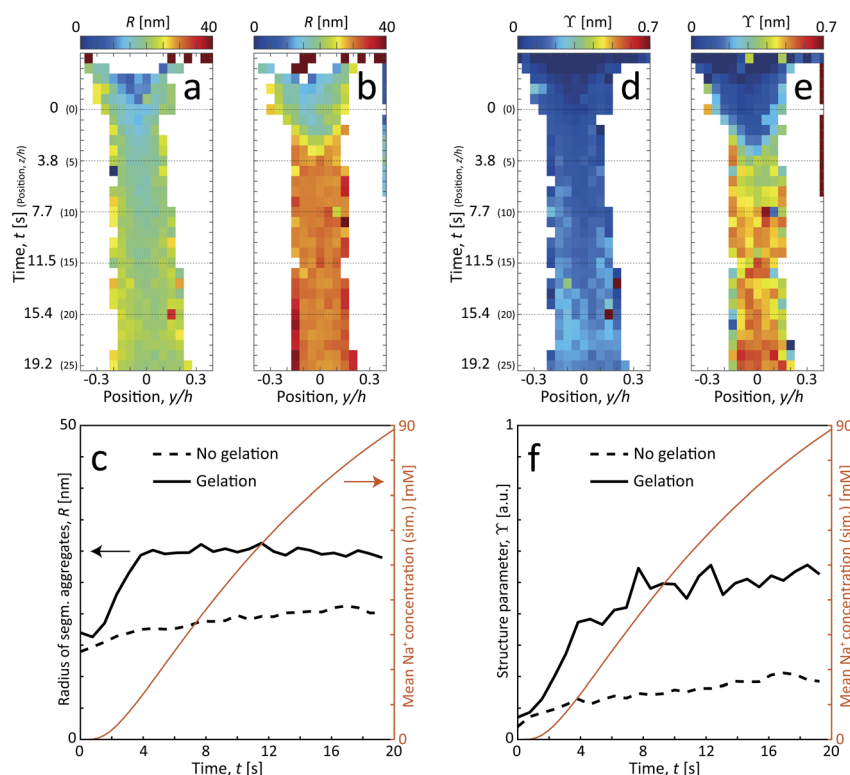 0 R [nm] 40
0 R [nm] 40
0 ϒ [nm] 0.7
0 ϒ [nm] 0.7
a
b
d
e
Time, t [s] (Position, z/h)
0 (0)
3.8 (5)
7.7 (10)
11.5 (15)
15.4 (20)
19.2 (25)
0 (0)
3.8 (5)
7.7 (10)
11.5 (15)
15.4 (20)
19.2 (25)
-0.3 0 0.3
-0.3 0 0.3
-0.3 0 0.3
-0.3 0 0.3
Position, y/h
Position, y/h
Position, y/h
Position, y/h
c
No gelation
Gelation
50
0
Radius of segm. aggregates, R [nm]
90
0
Mean Na⁺ concentration (sim.) [mM]
0 4 8 12 16 20
Time, t [s]
f
No gelation
Gelation
1
0
Structure parameter, ϒ [a.u.]
90
0
Mean Na⁺ concentration (sim.) [mM]
0 4 8 12 16 20
Time, t [s]